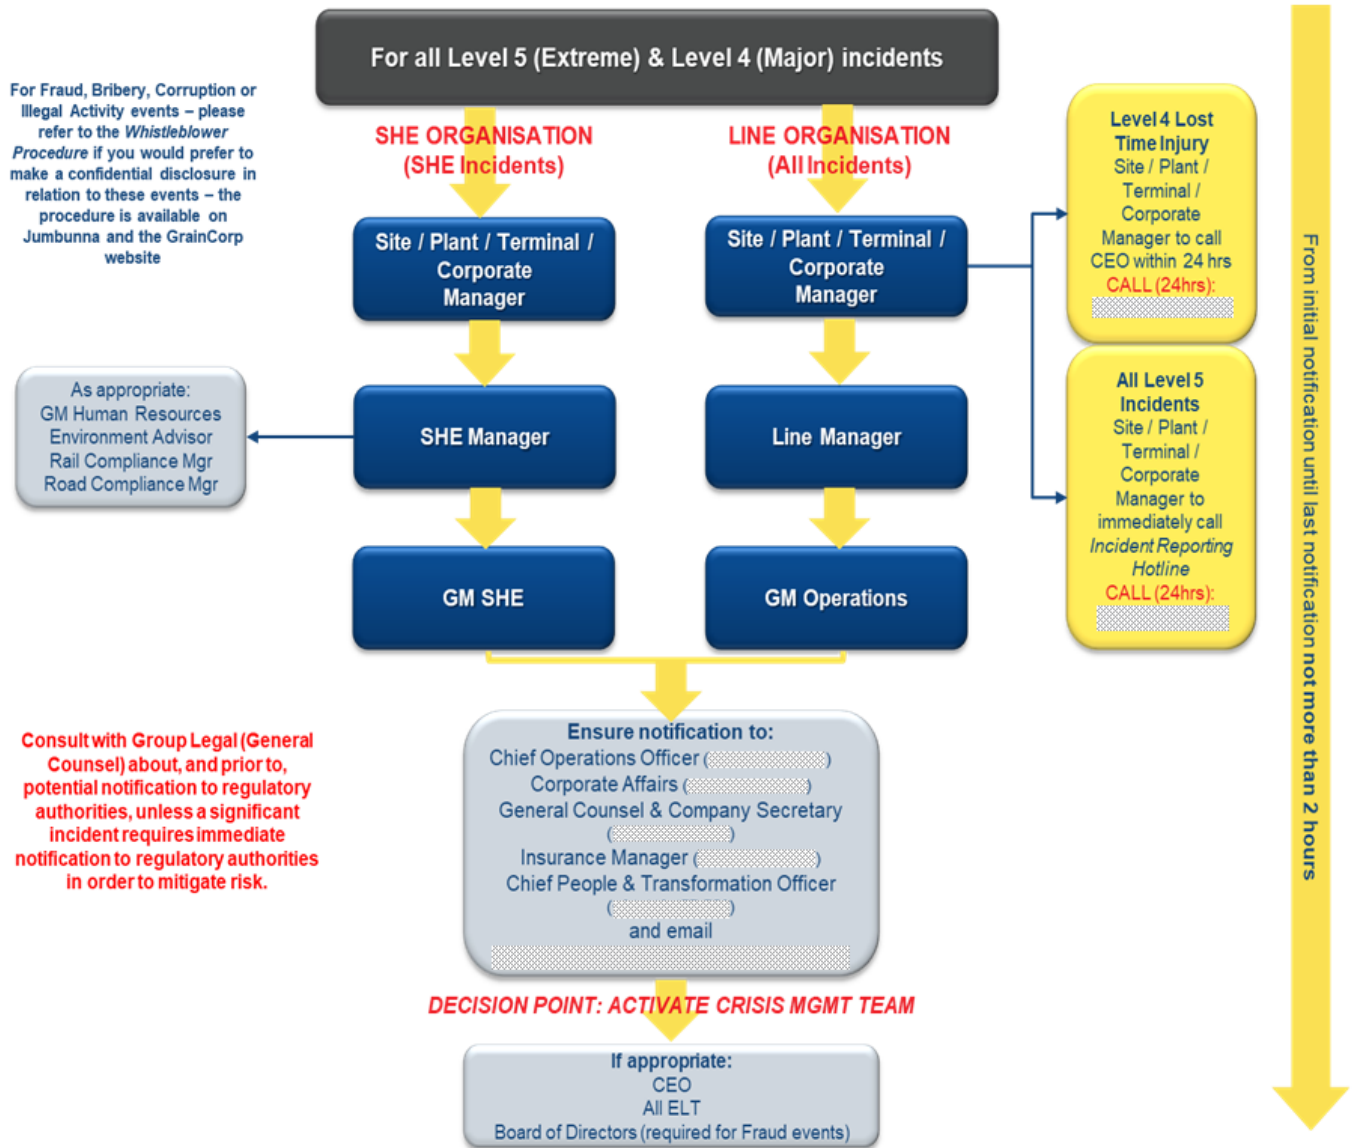 For all Level 5 (Extreme) & Level 4 (Major) incidents
For Fraud, Bribery, Corruption or
Illegal Activity events – please
refer to the Whistleblower
Procedure if you would prefer to
make a confidential disclosure in
relation to these events – the
procedure is available on
Jumbunna and the GrainCorp
website
SHE ORGANISATION
(SHE Incidents)
LINE ORGANISATION
(All Incidents)
Site / Plant / Terminal /
Corporate
Manager
Site / Plant / Terminal /
Corporate
Manager
Level 4 Lost
Time Injury
Site / Plant /
Terminal /
Corporate
Manager to call
CEO within 24 hrs
CALL (24hrs):
As appropriate:
GM Human Resources
Environment Advisor
Rail Compliance Mgr
Road Compliance Mgr
SHE Manager
Line Manager
All Level 5
Incidents
Site / Plant /
Terminal /
Corporate
Manager to
immediately call
Incident Reporting
Hotline
CALL (24hrs):
GM SHE
GM Operations
From initial notification until last notification not more than 2 hours
Consult with Group Legal (General
Counsel) about, and prior to,
potential notification to regulatory
authorities, unless a significant
incident requires immediate
notification to regulatory authorities
in order to mitigate risk.
Ensure notification to:
Chief Operations Officer ( )
Corporate Affairs ( )
General Counsel & Company Secretary
( )
Insurance Manager ( )
Chief People & Transformation Officer
( )
and email
DECISION POINT: ACTIVATE CRISIS MGMT TEAM
If appropriate:
CEO
All ELT
Board of Directors (required for Fraud events)